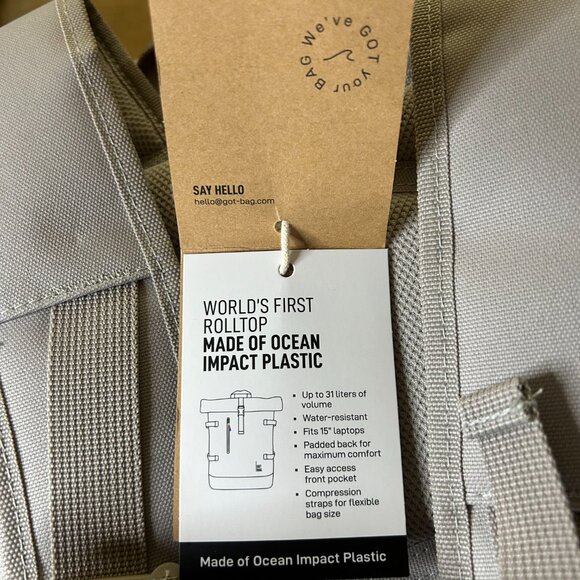 We've GOT your BAG
SAY HELLO
hello@got-bag.com
WORLD'S FIRST
ROLLTOP
MADE OF OCEAN
IMPACT PLASTIC
• Up to 31 liters of
volume
• Water-resistant
• Fits 15" laptops
• Padded back for
maximum comfort
• Easy access
front pocket
• Compression
straps for flexible
bag size
Made of Ocean Impact Plastic